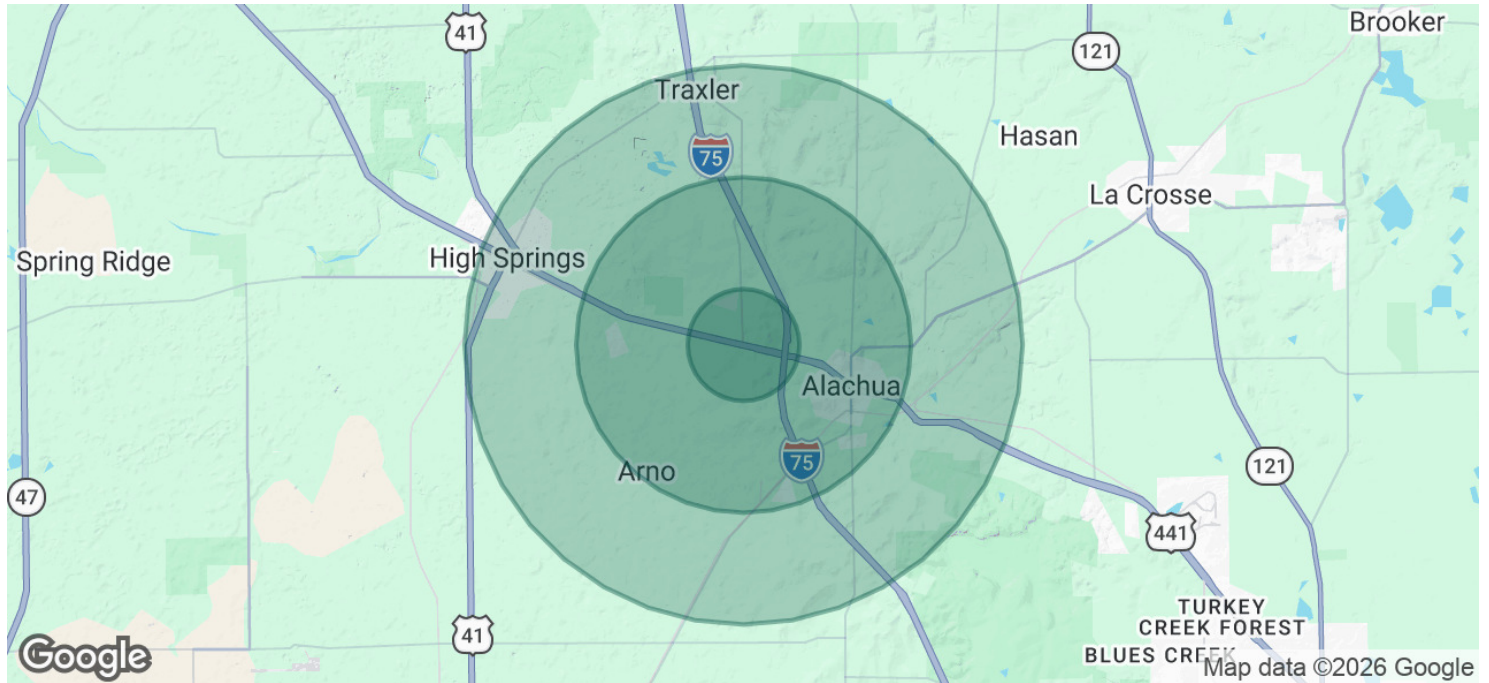 Brooker
41
121
Traxler
Hasan
75
La Crosse
High Springs
Spring Ridge
Alachua
75
Arno
121
47
441
TURKEY
CREEK FOREST
41
BLUES CREEK
Google
Map data ©2026 Google